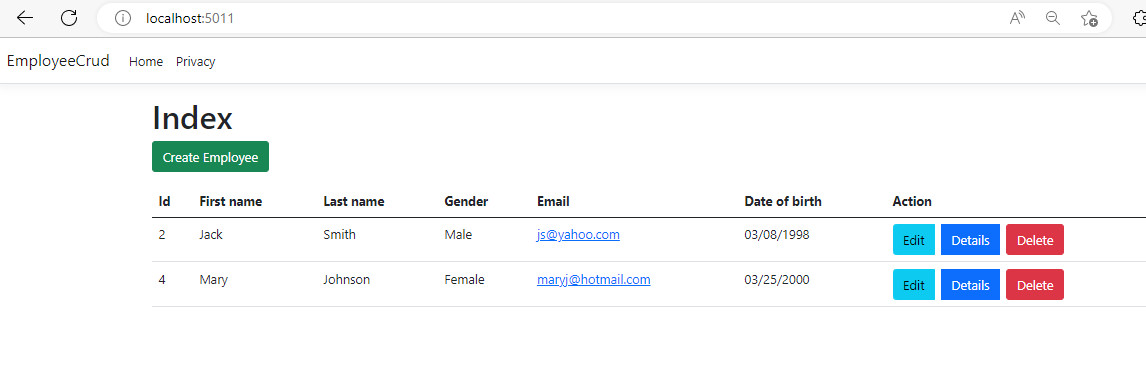 localhost:5011
EmployeeCrud Home Privacy
Index
Create Employee
Id First name Last name Gender Email Date of birth Action
2 Jack Smith Male js@yahoo.com 03/08/1998 Edit Details Delete
4 Mary Johnson Female maryj@hotmail.com 03/25/2000 Edit Details Delete